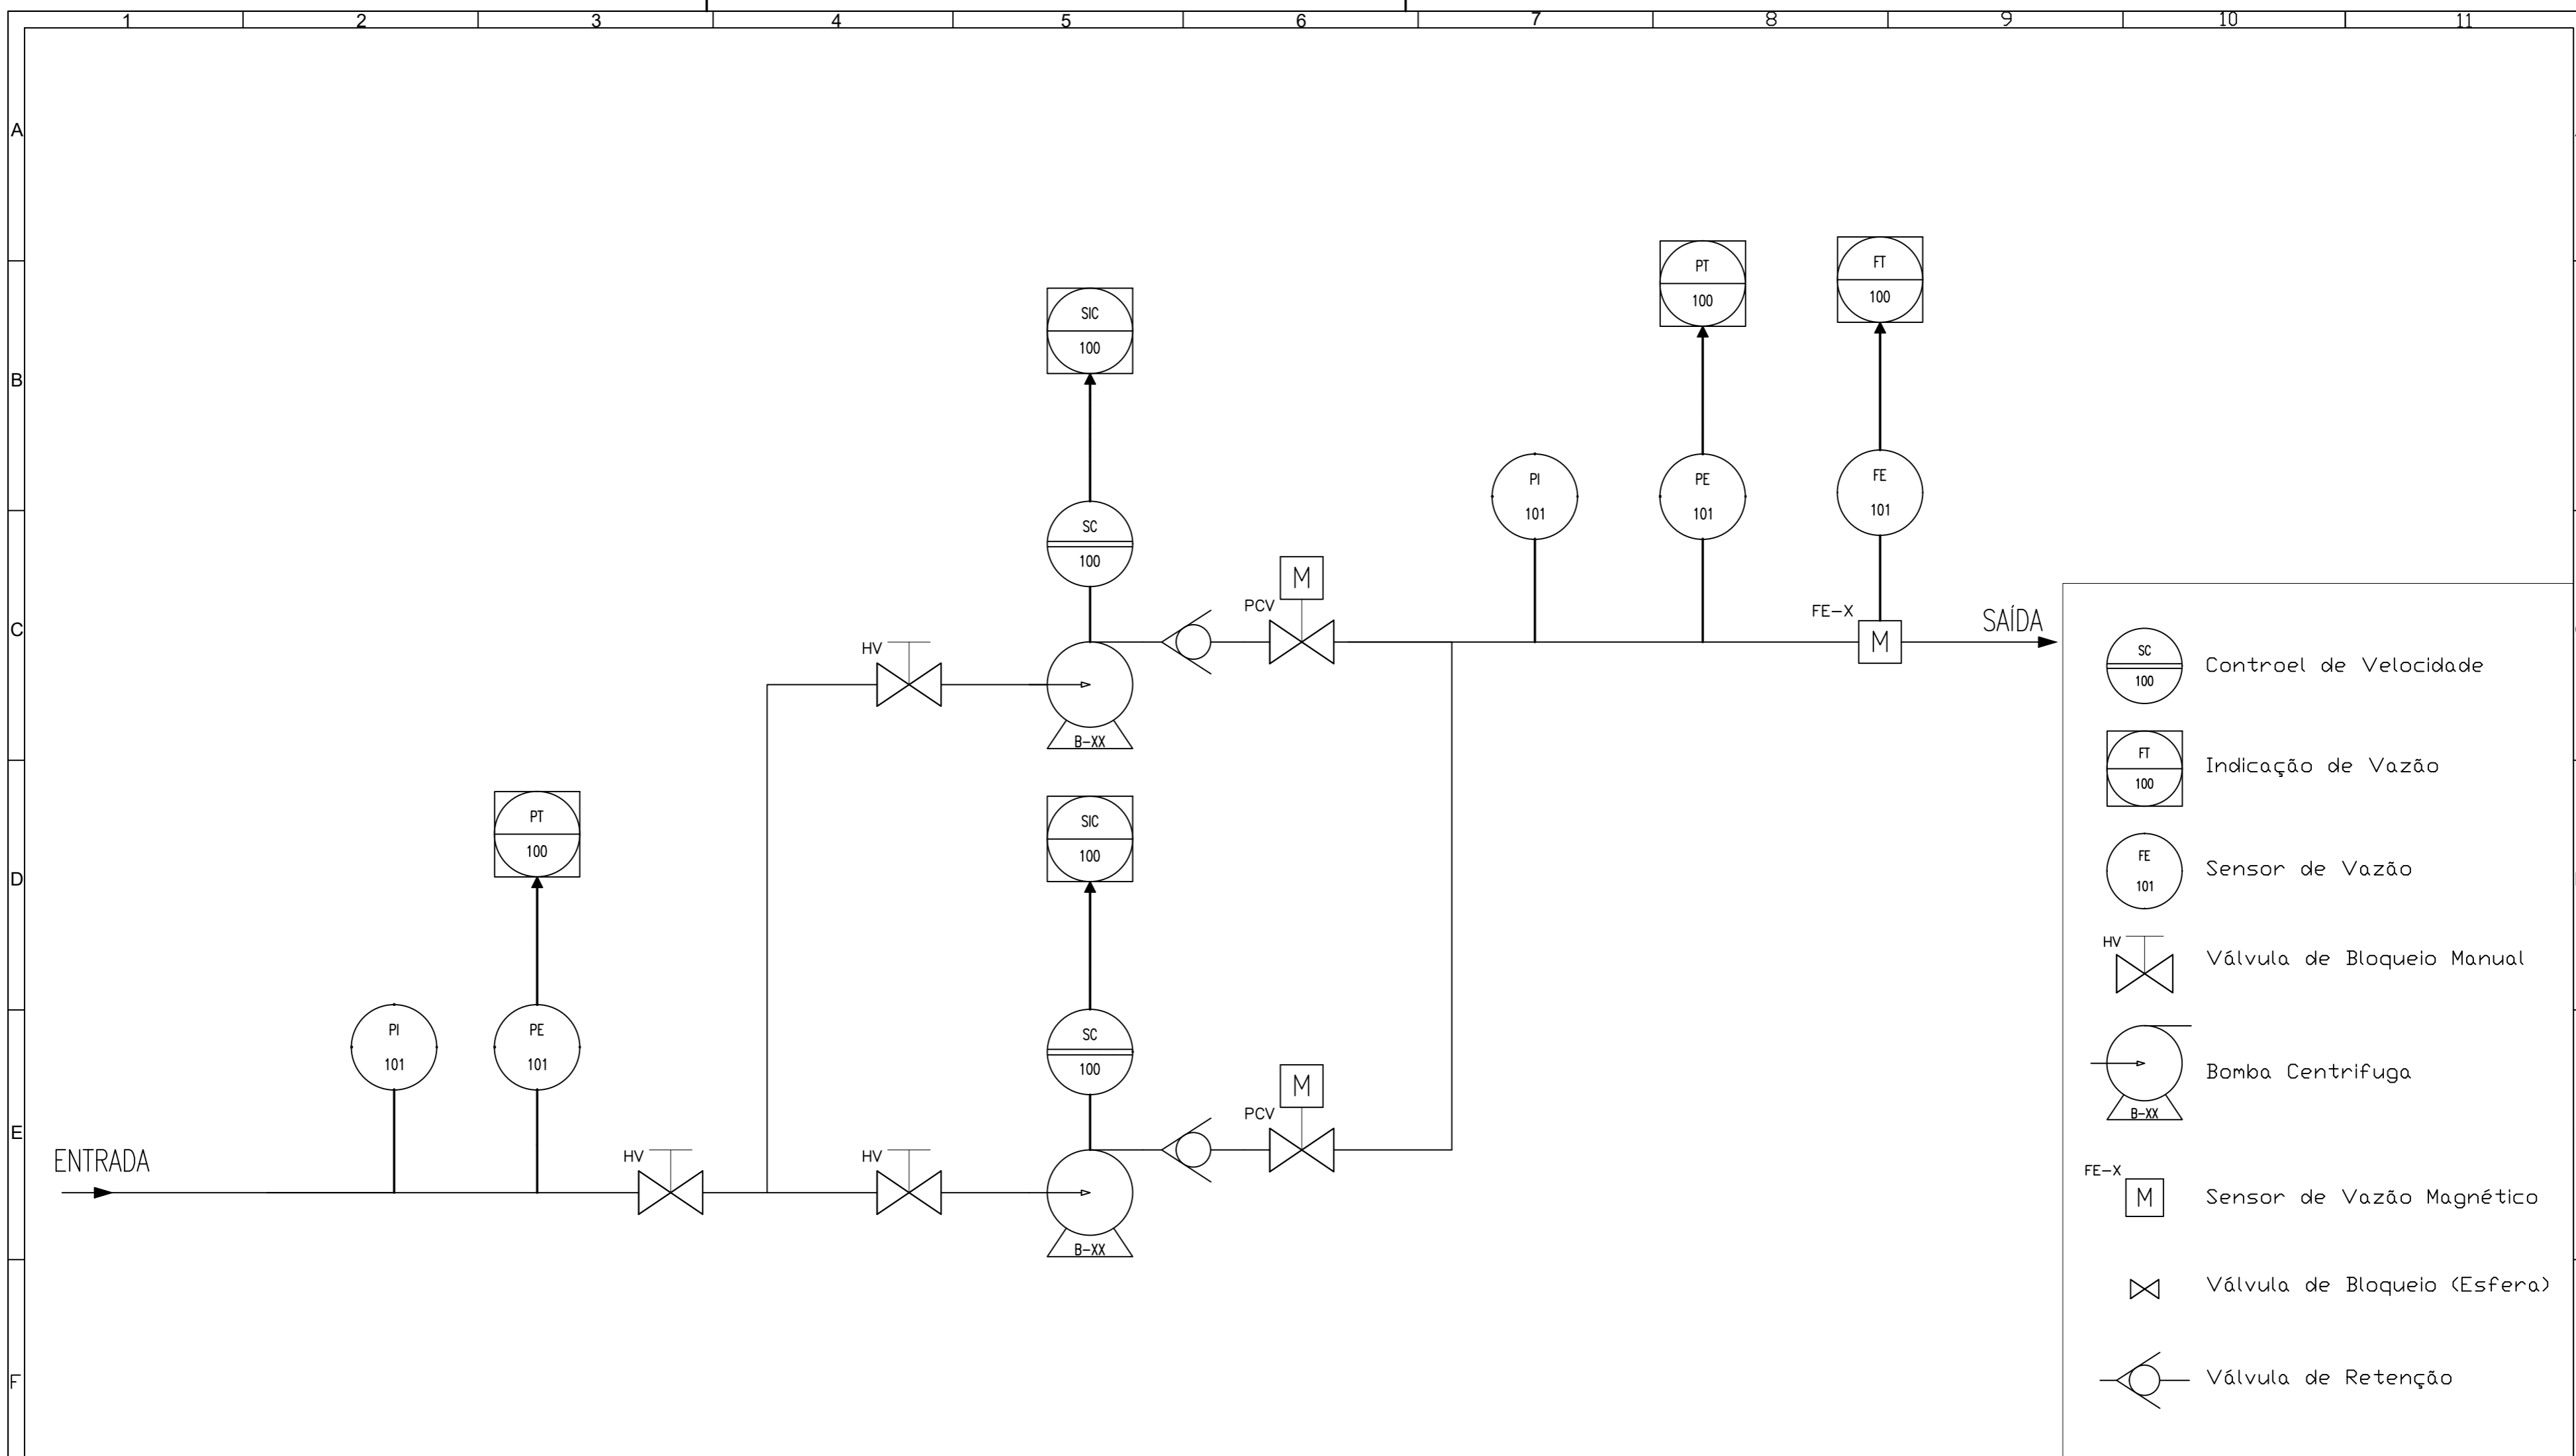 1 2 3 4 5 6 7 8 9 10 11
A
B
C
D
E
F
PT
100
FT
100
SIC
100
PI
101
PE
101
FE
101
SC
100
M
PCV
FE-X
M
SAÍDA
HV
B-XX
PT
100
SIC
100
PI
101
PE
101
SC
100
M
PCV
ENTRADA
HV
HV
B-XX
SC
100
Controel de Velocidade
FT
100
Indicação de Vazão
FE
101
Sensor de Vazão
HV
Válvula de Bloqueio Manual
Bomba Centrifuga
B-XX
FE-X
M
Sensor de Vazão Magnético
Válvula de Bloqueio (Esfera)
Válvula de Retenção